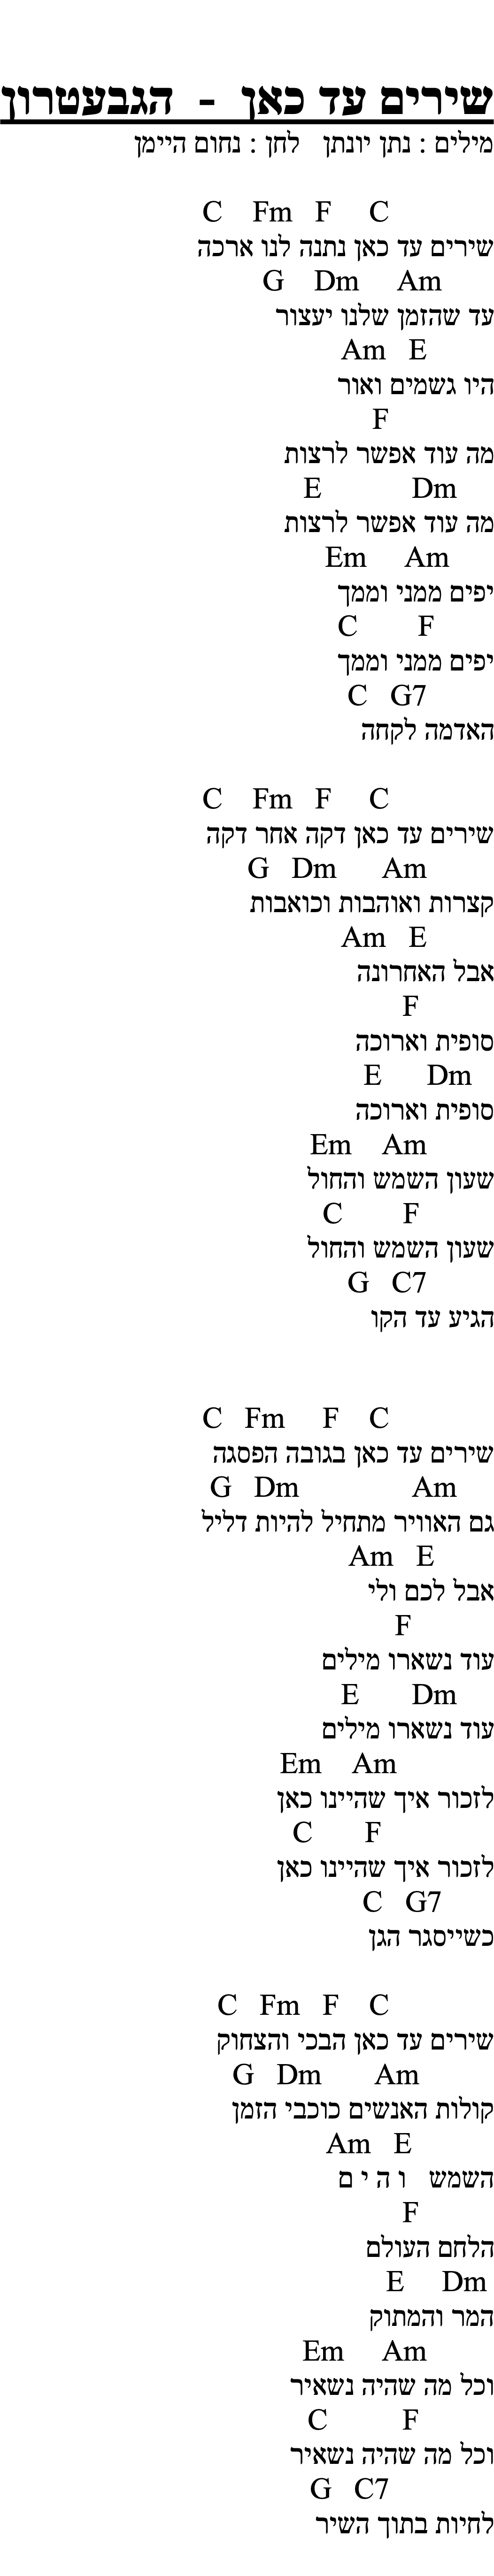 שירים עד כאן - הגבעטרון
מילים : נתן יונתן לחן : נחום היימן
C Fm F C
שירים עד כאן נתנה לנו ארכה
G Dm Am
עד שהזמן שלנו יעצור
Am E
היו גשמים ואור
F
מה עוד אפשר לרצות
E Dm
מה עוד אפשר לרצות
Em Am
יפים ממני וממך
C F
יפים ממני וממך
C G7
האדמה לקחה
C Fm F C
שירים עד כאן דקה אחר דקה
G Dm Am
קצרות ואוהבות וכואבות
Am E
אבל האחרונה
F
סופית וארוכה
E Dm
סופית וארוכה
Em Am
שעון השמש והחול
C F
שעון השמש והחול
G C7
הגיע עד הקו
C Fm F C
שירים עד כאן בגובה הפסגה
G Dm Am
גם האוויר מתחיל להיות דליל
Am E
אבל לכם ולי
F
עוד נשארו מילים
E Dm
עוד נשארו מילים
Em Am
לזכור איך שהיינו כאן
C F
לזכור איך שהיינו כאן
C G7
כשייסגר הגן
C Fm F C
שירים עד כאן הבכי והצחוק
G Dm Am
קולות האנשים כוכבי הזמן
Am E
השמש ו ה י ם
F
הלחם העולם
E Dm
המר והמתוק
Em Am
וכל מה שהיה נשאיר
C F
וכל מה שהיה נשאיר
G C7
לחיות בתוך השיר